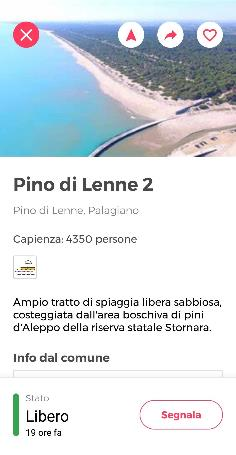 Pino di Lenne 2
Pino di Lenne, Palagiano
Capienza: 4350 persone
Ampio tratto di spiaggia libera sabbiosa,
costeggiata dall'area boschiva di pini
d'Aleppo della riserva statale Stornara.
Info dal comune
Stato
Libero
19 ore fa
Segnala